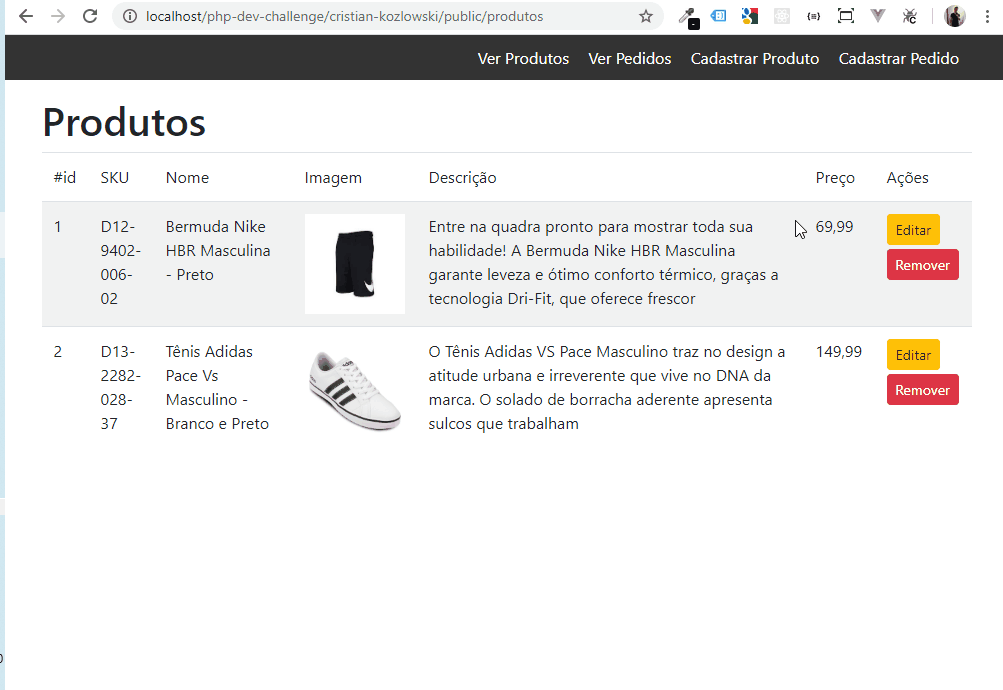 localhost/php-dev-challenge/cristian-kozlowski/public/produtos
Ver Produtos Ver Pedidos Cadastrar Produto Cadastrar Pedido
Produtos
#id SKU Nome Imagem Descrição Preço Ações
1
D12-
9402-
006-
02
Bermuda Nike
HBR Masculina
- Preto
Entre na quadra pronto para mostrar toda sua
habilidade! A Bermuda Nike HBR Masculina
garante leveza e ótimo conforto térmico, graças a
tecnologia Dri-Fit, que oferece frescor
69,99
Editar
Remover
2
D13-
2282-
028-
37
Tênis Adidas
Pace Vs
Masculino -
Branco e Preto
O Tênis Adidas VS Pace Masculino traz no design a
atitude urbana e irreverente que vive no DNA da
marca. O solado de borracha aderente apresenta
sulcos que trabalham
149,99
Editar
Remover